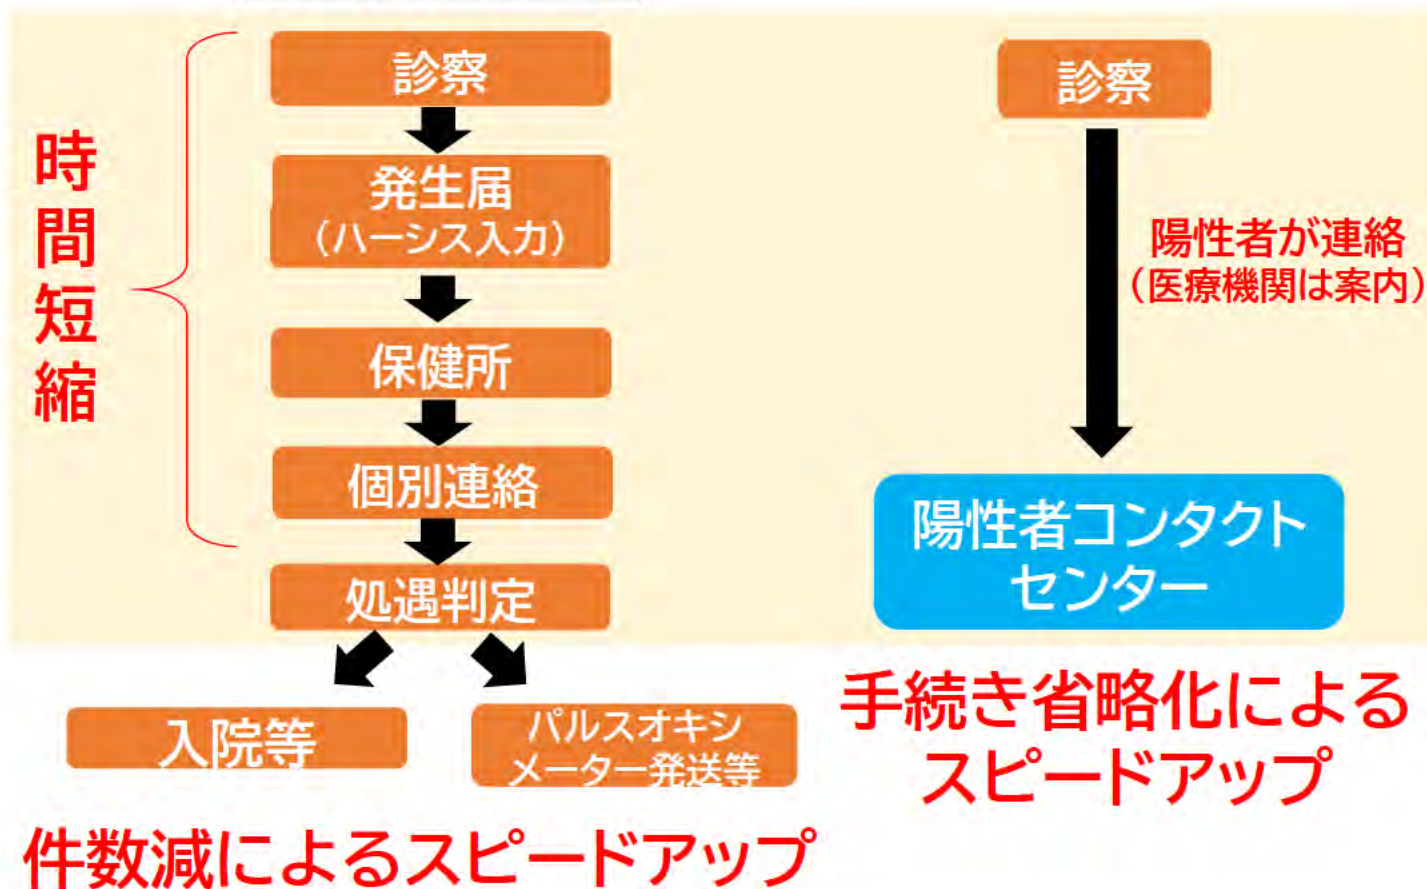 診察
発生届
（ハーシス入力）
保健所
個別連絡
処遇判定
入院等
パルスオキシ
メーター発送等
時間短縮
件数減によるスピードアップ
診察
陽性者が連絡
（医療機関は案内）
陽性者コンタクト
センター
手続き省略化による
スピードアップ